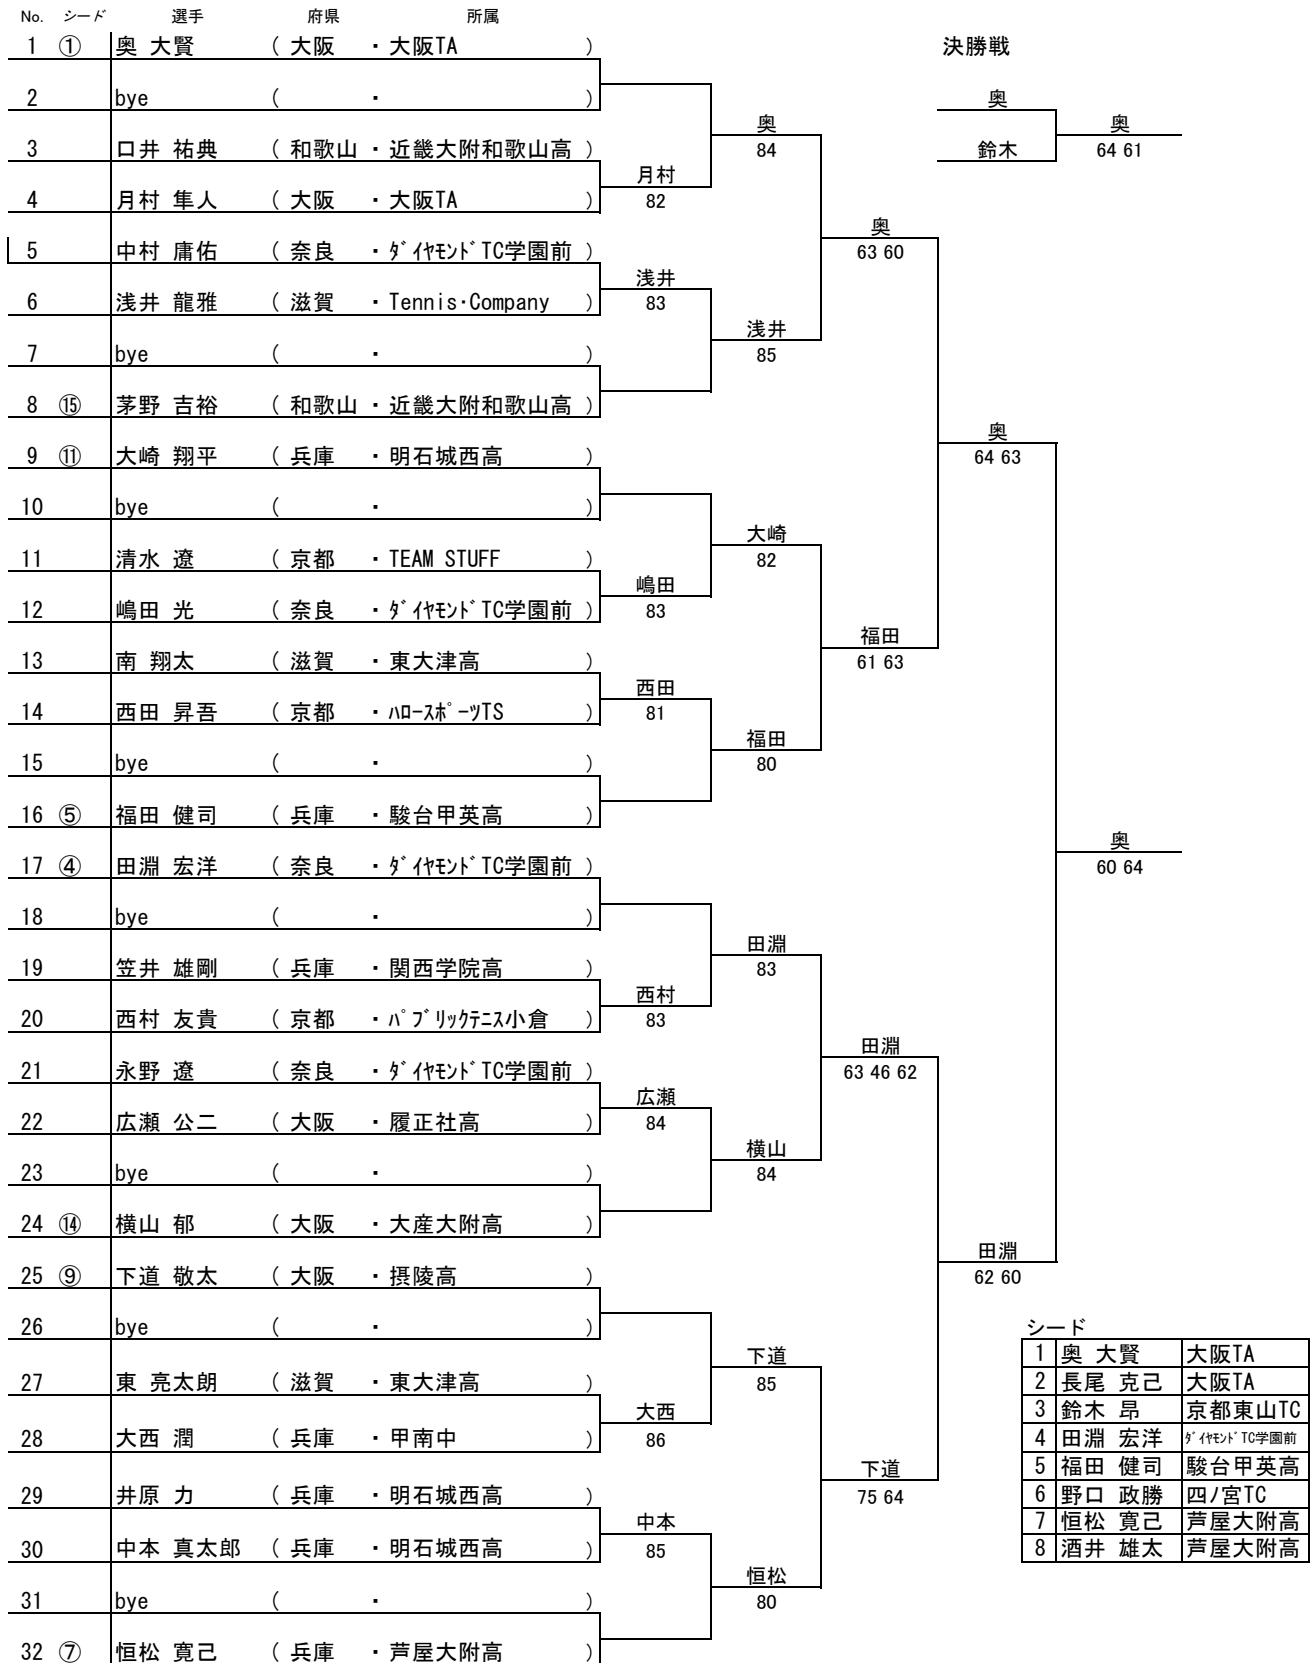 No. シード 選手 府県 所属
1 ① 奥 大賢 ( 大阪 ・ 大阪TA )
決勝戦
2 bye ( ・ )
奥
奥
奥
3 口井 祐典 ( 和歌山 ・ 近畿大附和歌山高 )
84
鈴木
64 61
月村
4 月村 隼人 ( 大阪 ・ 大阪TA )
82
奥
5 中村 庸佑 ( 奈良 ・ ﾀﾞｲﾔﾓﾝﾄﾞTC学園前 )
63 60
浅井
6 浅井 龍雅 ( 滋賀 ・ Tennis･Company )
83
浅井
7 bye ( ・ )
85
8 ⑮ 茅野 吉裕 ( 和歌山 ・ 近畿大附和歌山高 )
奥
9 ⑪ 大崎 翔平 ( 兵庫 ・ 明石城西高 )
64 63
10 bye ( ・ )
大崎
11 清水 遼 ( 京都 ・ TEAM STUFF )
82
嶋田
12 嶋田 光 ( 奈良 ・ ﾀﾞｲﾔﾓﾝﾄﾞTC学園前 )
83
福田
13 南 翔太 ( 滋賀 ・ 東大津高 )
61 63
西田
14 西田 昇吾 ( 京都 ・ ﾊﾛｰｽﾎﾟｰﾂTS )
81
福田
15 bye ( ・ )
80
16 ⑤ 福田 健司 ( 兵庫 ・ 駿台甲英高 )
奥
17 ④ 田淵 宏洋 ( 奈良 ・ ﾀﾞｲﾔﾓﾝﾄﾞTC学園前 )
60 64
18 bye ( ・ )
田淵
19 笠井 雄剛 ( 兵庫 ・ 関西学院高 )
83
西村
20 西村 友貴 ( 京都 ・ ﾊﾟﾌﾞﾘｯｸﾃﾆｽ小倉 )
83
田淵
21 永野 遼 ( 奈良 ・ ﾀﾞｲﾔﾓﾝﾄﾞTC学園前 )
63 46 62
広瀬
22 広瀬 公二 ( 大阪 ・ 履正社高 )
84
横山
23 bye ( ・ )
84
24 ⑭ 横山 郁 ( 大阪 ・ 大産大附高 )
田淵
25 ⑨ 下道 敬太 ( 大阪 ・ 摂陵高 )
62 60
26 bye ( ・ )
下道
27 東 亮太朗 ( 滋賀 ・ 東大津高 )
85
大西
28 大西 潤 ( 兵庫 ・ 甲南中 )
86
下道
29 井原 力 ( 兵庫 ・ 明石城西高 )
75 64
中本
30 中本 真太郎 ( 兵庫 ・ 明石城西高 )
85
恒松
31 bye ( ・ )
80
32 ⑦ 恒松 寛己 ( 兵庫 ・ 芦屋大附高 )
シード
1 奥 大賢 大阪TA
2 長尾 克己 大阪TA
3 鈴木 昂 京都東山TC
4 田淵 宏洋 ﾀﾞｲﾔﾓﾝﾄﾞTC学園前
5 福田 健司 駿台甲英高
6 野口 政勝 四ﾉ宮TC
7 恒松 寛己 芦屋大附高
8 酒井 雄太 芦屋大附高